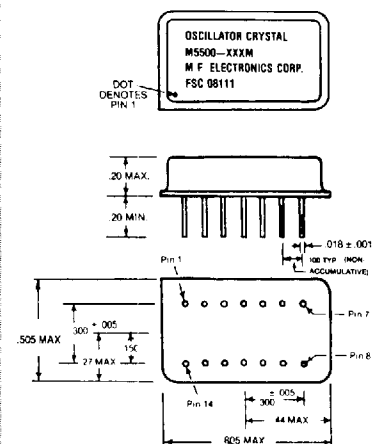 OSCILLATOR CRYSTAL
M5500—XXXM
M F ELECTRONICS CORP.
FSC 08111
DOT
DENOTES
PIN 1
.20 MAX.
.20 MIN.
.018 ± .001
.100 TYP (NON-
ACCUMULATIVE)
Pin 1
Pin 7
.505 MAX
300 ± .005
.150
.27 MAX
Pin 8
Pin 14
300 ± .005
.44 MAX
.805 MAX